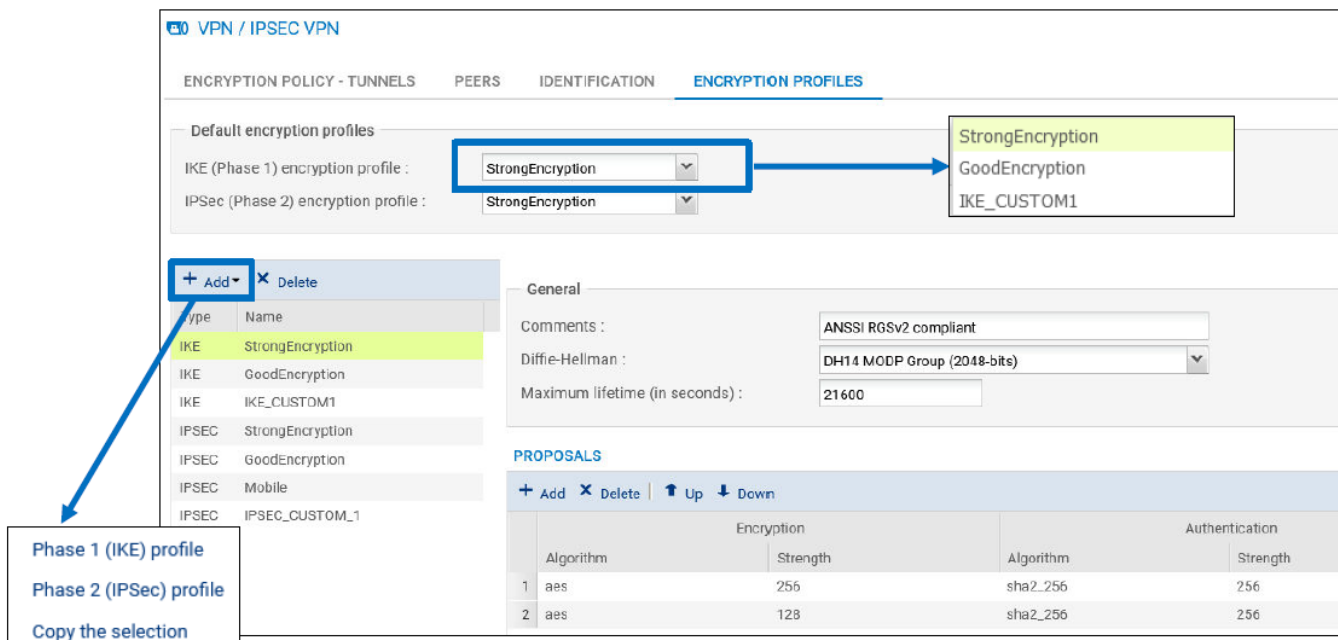 VPN / IPSEC VPN
ENCRYPTION POLICY - TUNNELS PEERS IDENTIFICATION ENCRYPTION PROFILES
Default encryption profiles
IKE (Phase 1) encryption profile : StrongEncryption
IPSec (Phase 2) encryption profile : StrongEncryption
StrongEncryption
GoodEncryption
IKE_CUSTOM1
+ Add × Delete
Type Name
IKE StrongEncryption
IKE GoodEncryption
IKE IKE_CUSTOM1
IPSEC StrongEncryption
IPSEC GoodEncryption
IPSEC Mobile
IPSEC IPSEC_CUSTOM_1
Phase 1 (IKE) profile
Phase 2 (IPSec) profile
Copy the selection
General
Comments : ANSSI RGSv2 compliant
Diffie-Hellman : DH14 MODP Group (2048-bits)
Maximum lifetime (in seconds) : 21600
PROPOSALS
+ Add × Delete Up Down
Encryption Authentication
Algorithm Strength Algorithm Strength
1 aes 256 sha2_256 256
2 aes 128 sha2_256 256